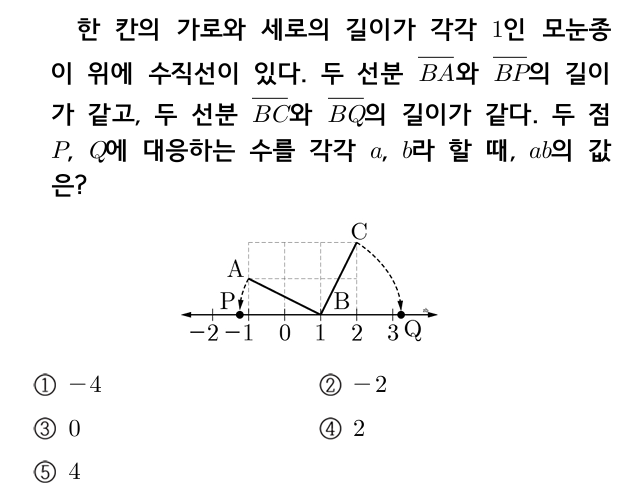 한 칸의 가로와 세로의 길이가 각각 1인 모눈종
이 위에 수직선이 있다. 두 선분 $\overline{BA}$와 $\overline{BP}$의 길이
가 같고, 두 선분 $\overline{BC}$와 $\overline{BQ}$의 길이가 같다. 두 점
P, Q에 대응하는 수를 각각 a, b라 할 때, ab의 값
은?
C
A
P B
−2 −1 0 1 2 3 Q
① −4 ② −2
③ 0 ④ 2
⑤ 4